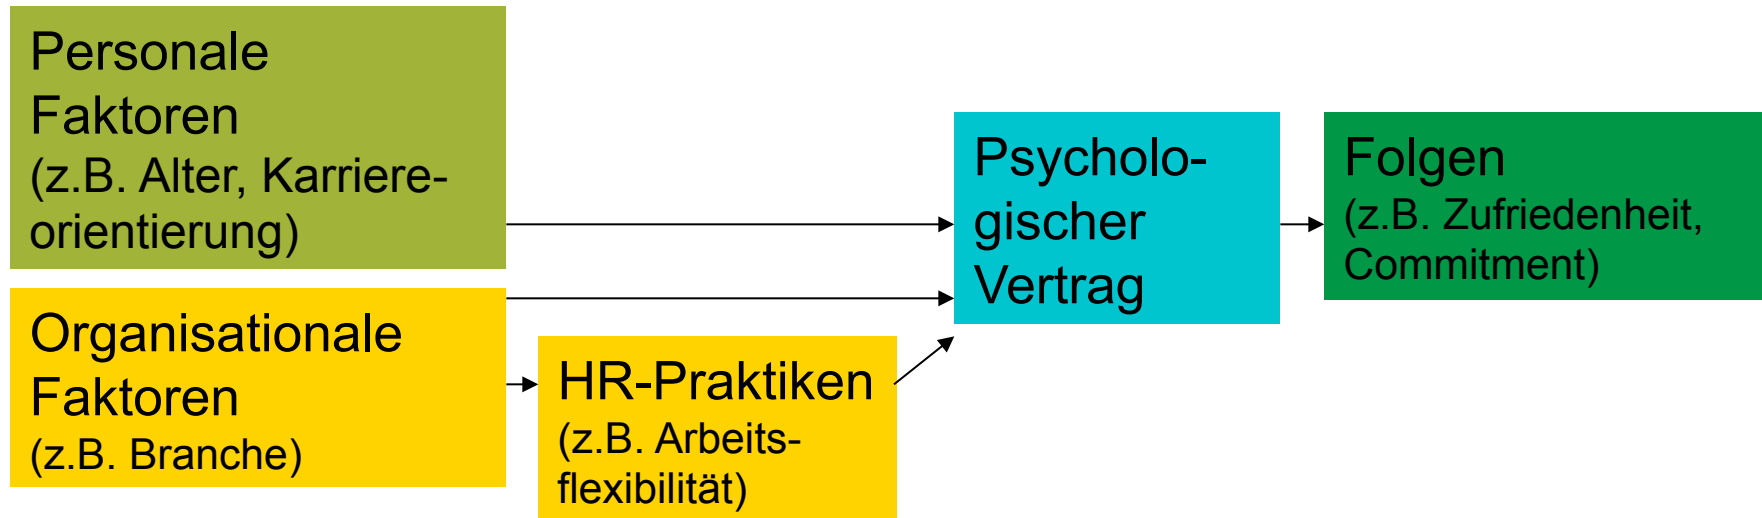 Personale
Faktoren
(z.B. Alter, Karriere-
orientierung)
Organisationale
Faktoren
(z.B. Branche)
HR-Praktiken
(z.B. Arbeits-
flexibilität)
Psycholo-
gischer
Vertrag
Folgen
(z.B. Zufriedenheit,
Commitment)